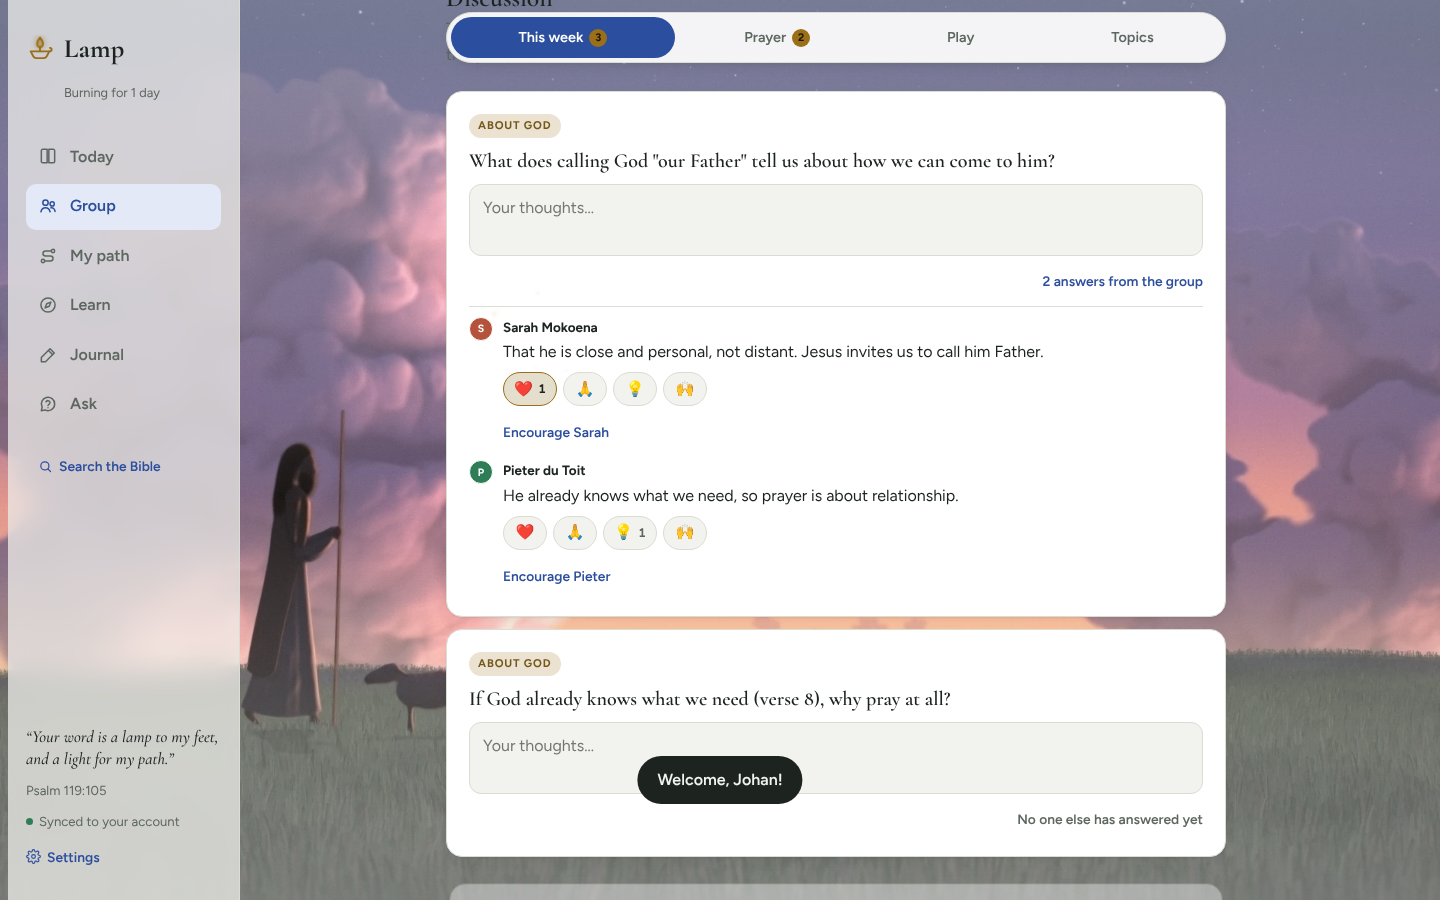 Lamp
Burning for 1 day
Today
Group
My path
Learn
Journal
Ask
Search the Bible
“Your word is a lamp to my feet,
and a light for my path.”
Psalm 119:105
Synced to your account
Settings
Discussion
This week 3
Prayer 2
Play
Topics
ABOUT GOD
What does calling God "our Father" tell us about how we can come to him?
Your thoughts...
2 answers from the group
S
Sarah Mokoena
That he is close and personal, not distant. Jesus invites us to call him Father.
❤️ 1 🙏 💡 🙌
Encourage Sarah
P
Pieter du Toit
He already knows what we need, so prayer is about relationship.
❤️ 🙏 💡 1 🙌
Encourage Pieter
ABOUT GOD
If God already knows what we need (verse 8), why pray at all?
Your thoughts...
Welcome, Johan!
No one else has answered yet